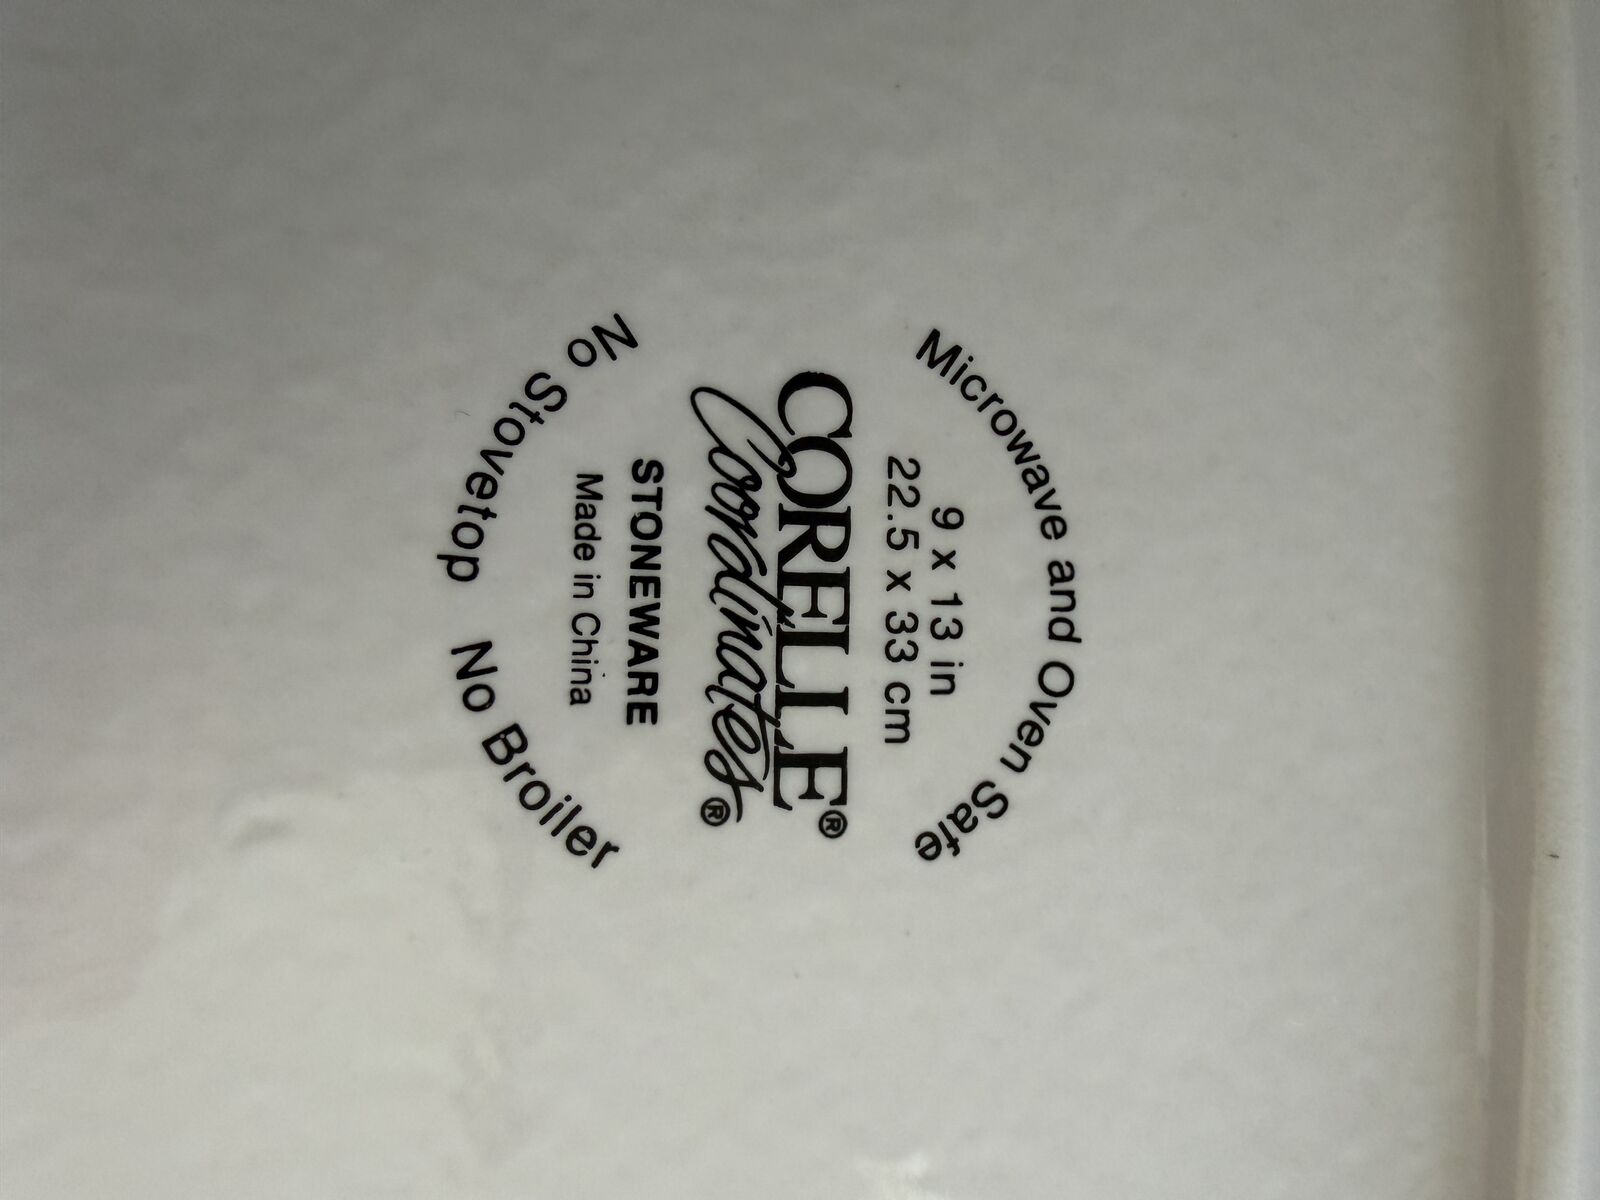 Microwave and Oven Safe
9 x 13 in
22.5 x 33 cm
CORELLE®
Coordinates®
STONEWARE
Made in China
No Stovetop No Broiler